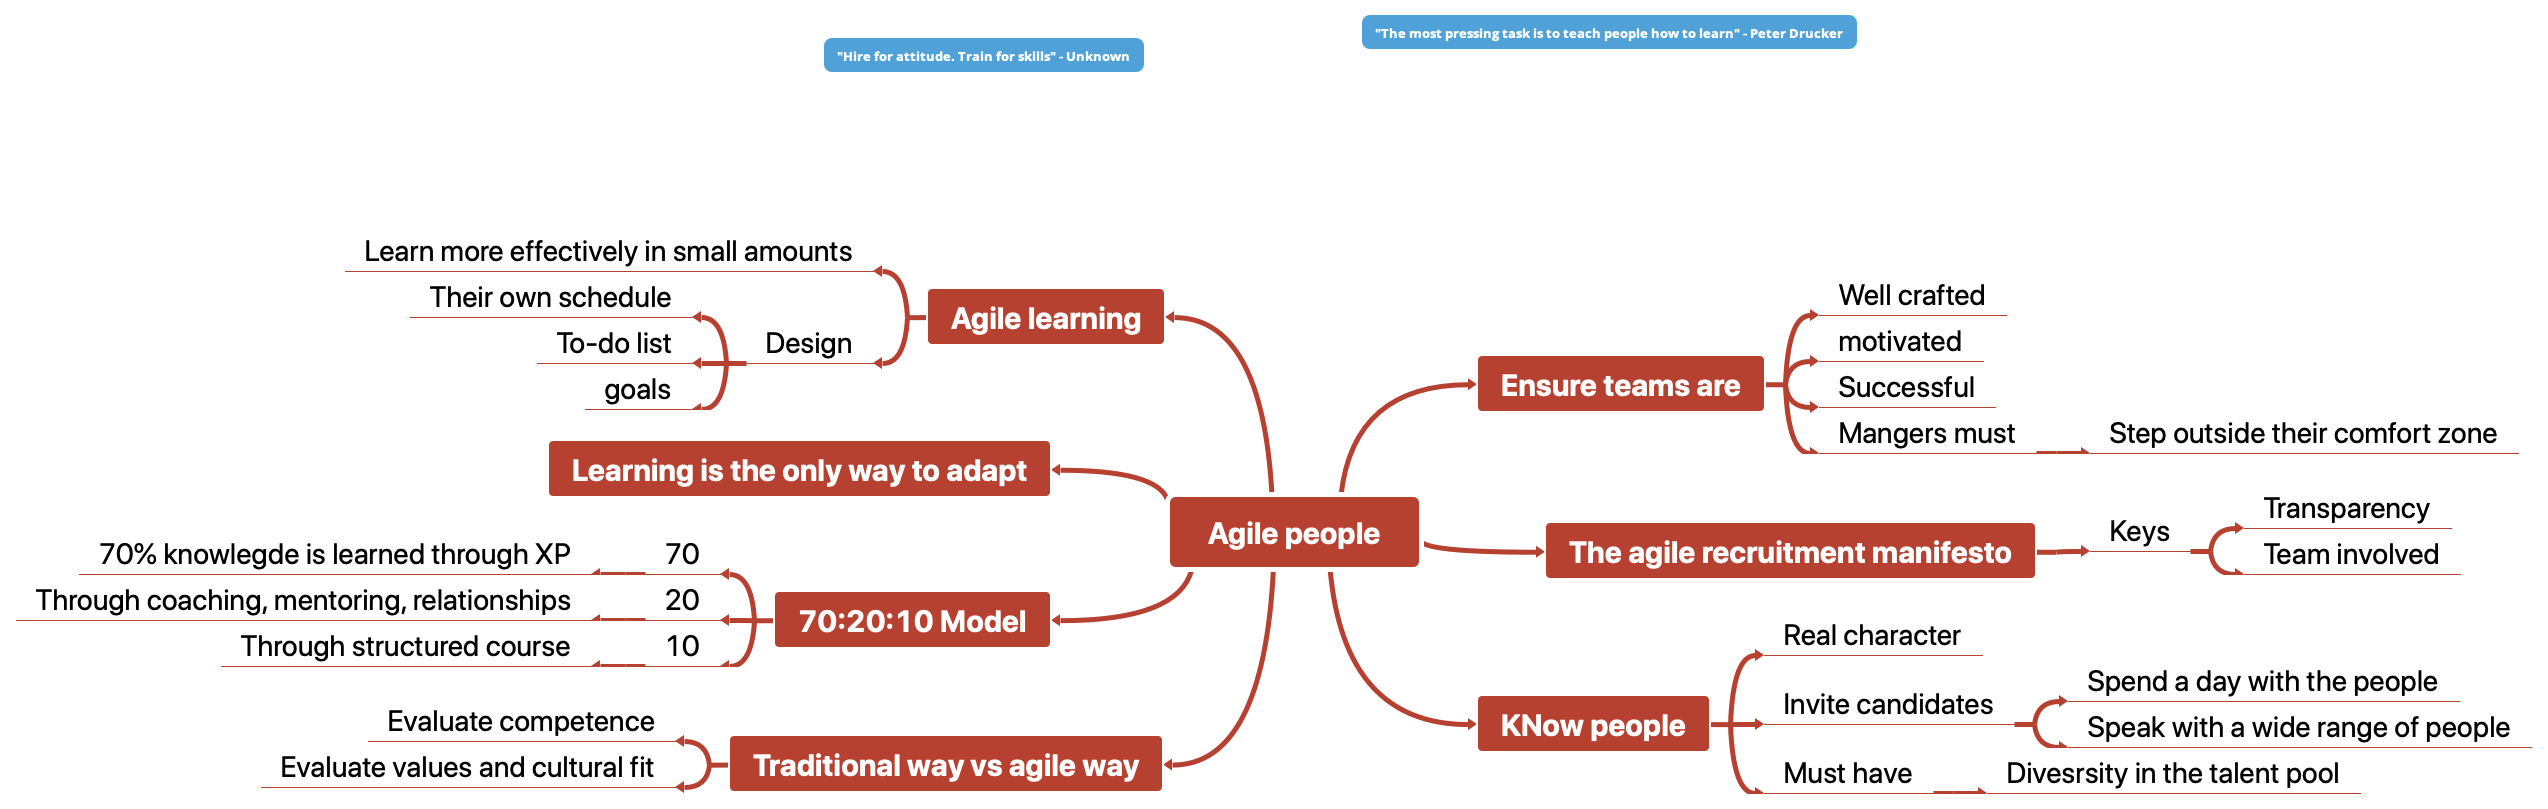 "Hire for attitude. Train for skills" - Unknown
"The most pressing task is to teach people how to learn" - Peter Drucker
Agile people
Agile learning
Learn more effectively in small amounts
Design
Their own schedule
To-do list
goals
Learning is the only way to adapt
70:20:10 Model
70
70% knowlegde is learned through XP
20
Through coaching, mentoring, relationships
10
Through structured course
Traditional way vs agile way
Evaluate competence
Evaluate values and cultural fit
Ensure teams are
Well crafted
motivated
Successful
Mangers must
Step outside their comfort zone
The agile recruitment manifesto
Keys
Transparency
Team involved
KNow people
Real character
Invite candidates
Spend a day with the people
Speak with a wide range of people
Must have
Divesrsity in the talent pool